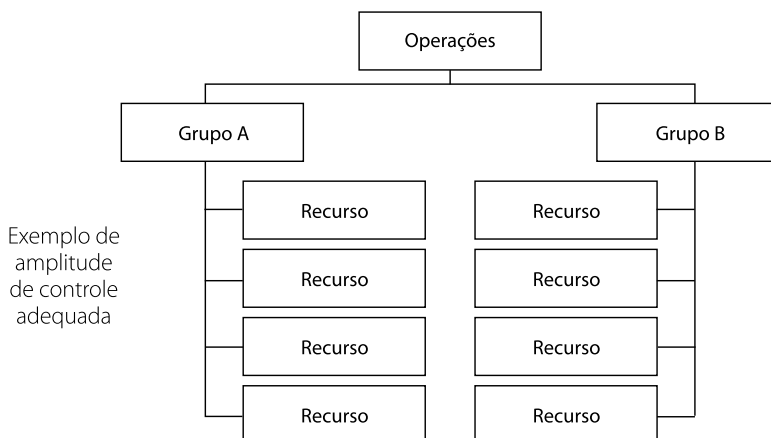 Operações
Grupo A
Grupo B
Recurso
Recurso
Recurso
Recurso
Recurso
Recurso
Recurso
Recurso
Exemplo de
amplitude
de controle
adequada